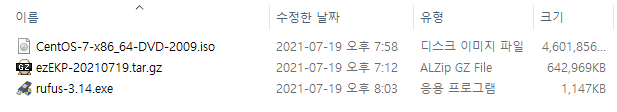 이름 수정한 날짜 유형 크기
CentOS-7-x86_64-DVD-2009.iso 2021-07-19 오후 7:58 디스크 이미지 파일 4,601,856...
GZ ezEKP-20210719.tar.gz 2021-07-19 오후 7:12 ALZip GZ File 642,969KB
rufus-3.14.exe 2021-07-19 오후 8:03 응용 프로그램 1,147KB